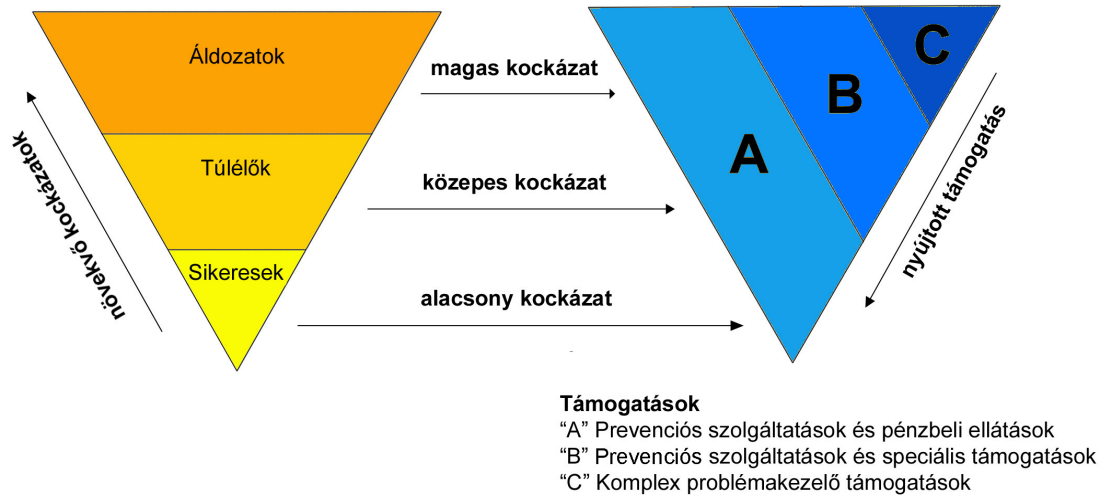 Áldozatok
Túlélők
Sikeresek
növekvő kockázatok
magas kockázat
közepes kockázat
alacsony kockázat
A
B
C
nyújtott támogatás
Támogatások
“A” Prevenciós szolgáltatások és pénzbeli ellátások
“B” Prevenciós szolgáltatások és speciális támogatások
“C” Komplex problémakezelő támogatások